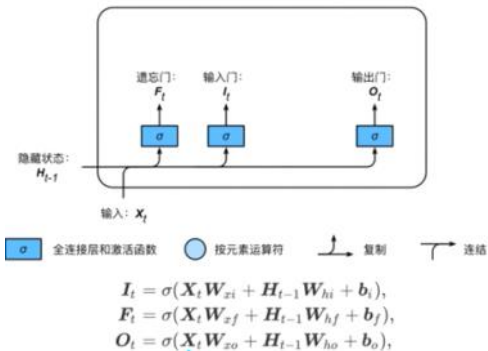 遗忘门: 输入门: 输出门:
F_t I_t O_t
σ σ σ
隐藏状态:
H_{t-1}
输入: X_t
σ 全连接层和激活函数 按元素运算符 复制 连结
I_t = σ(X_t W_{xi} + H_{t-1} W_{hi} + b_i),
F_t = σ(X_t W_{xf} + H_{t-1} W_{hf} + b_f),
O_t = σ(X_t W_{xo} + H_{t-1} W_{ho} + b_o),